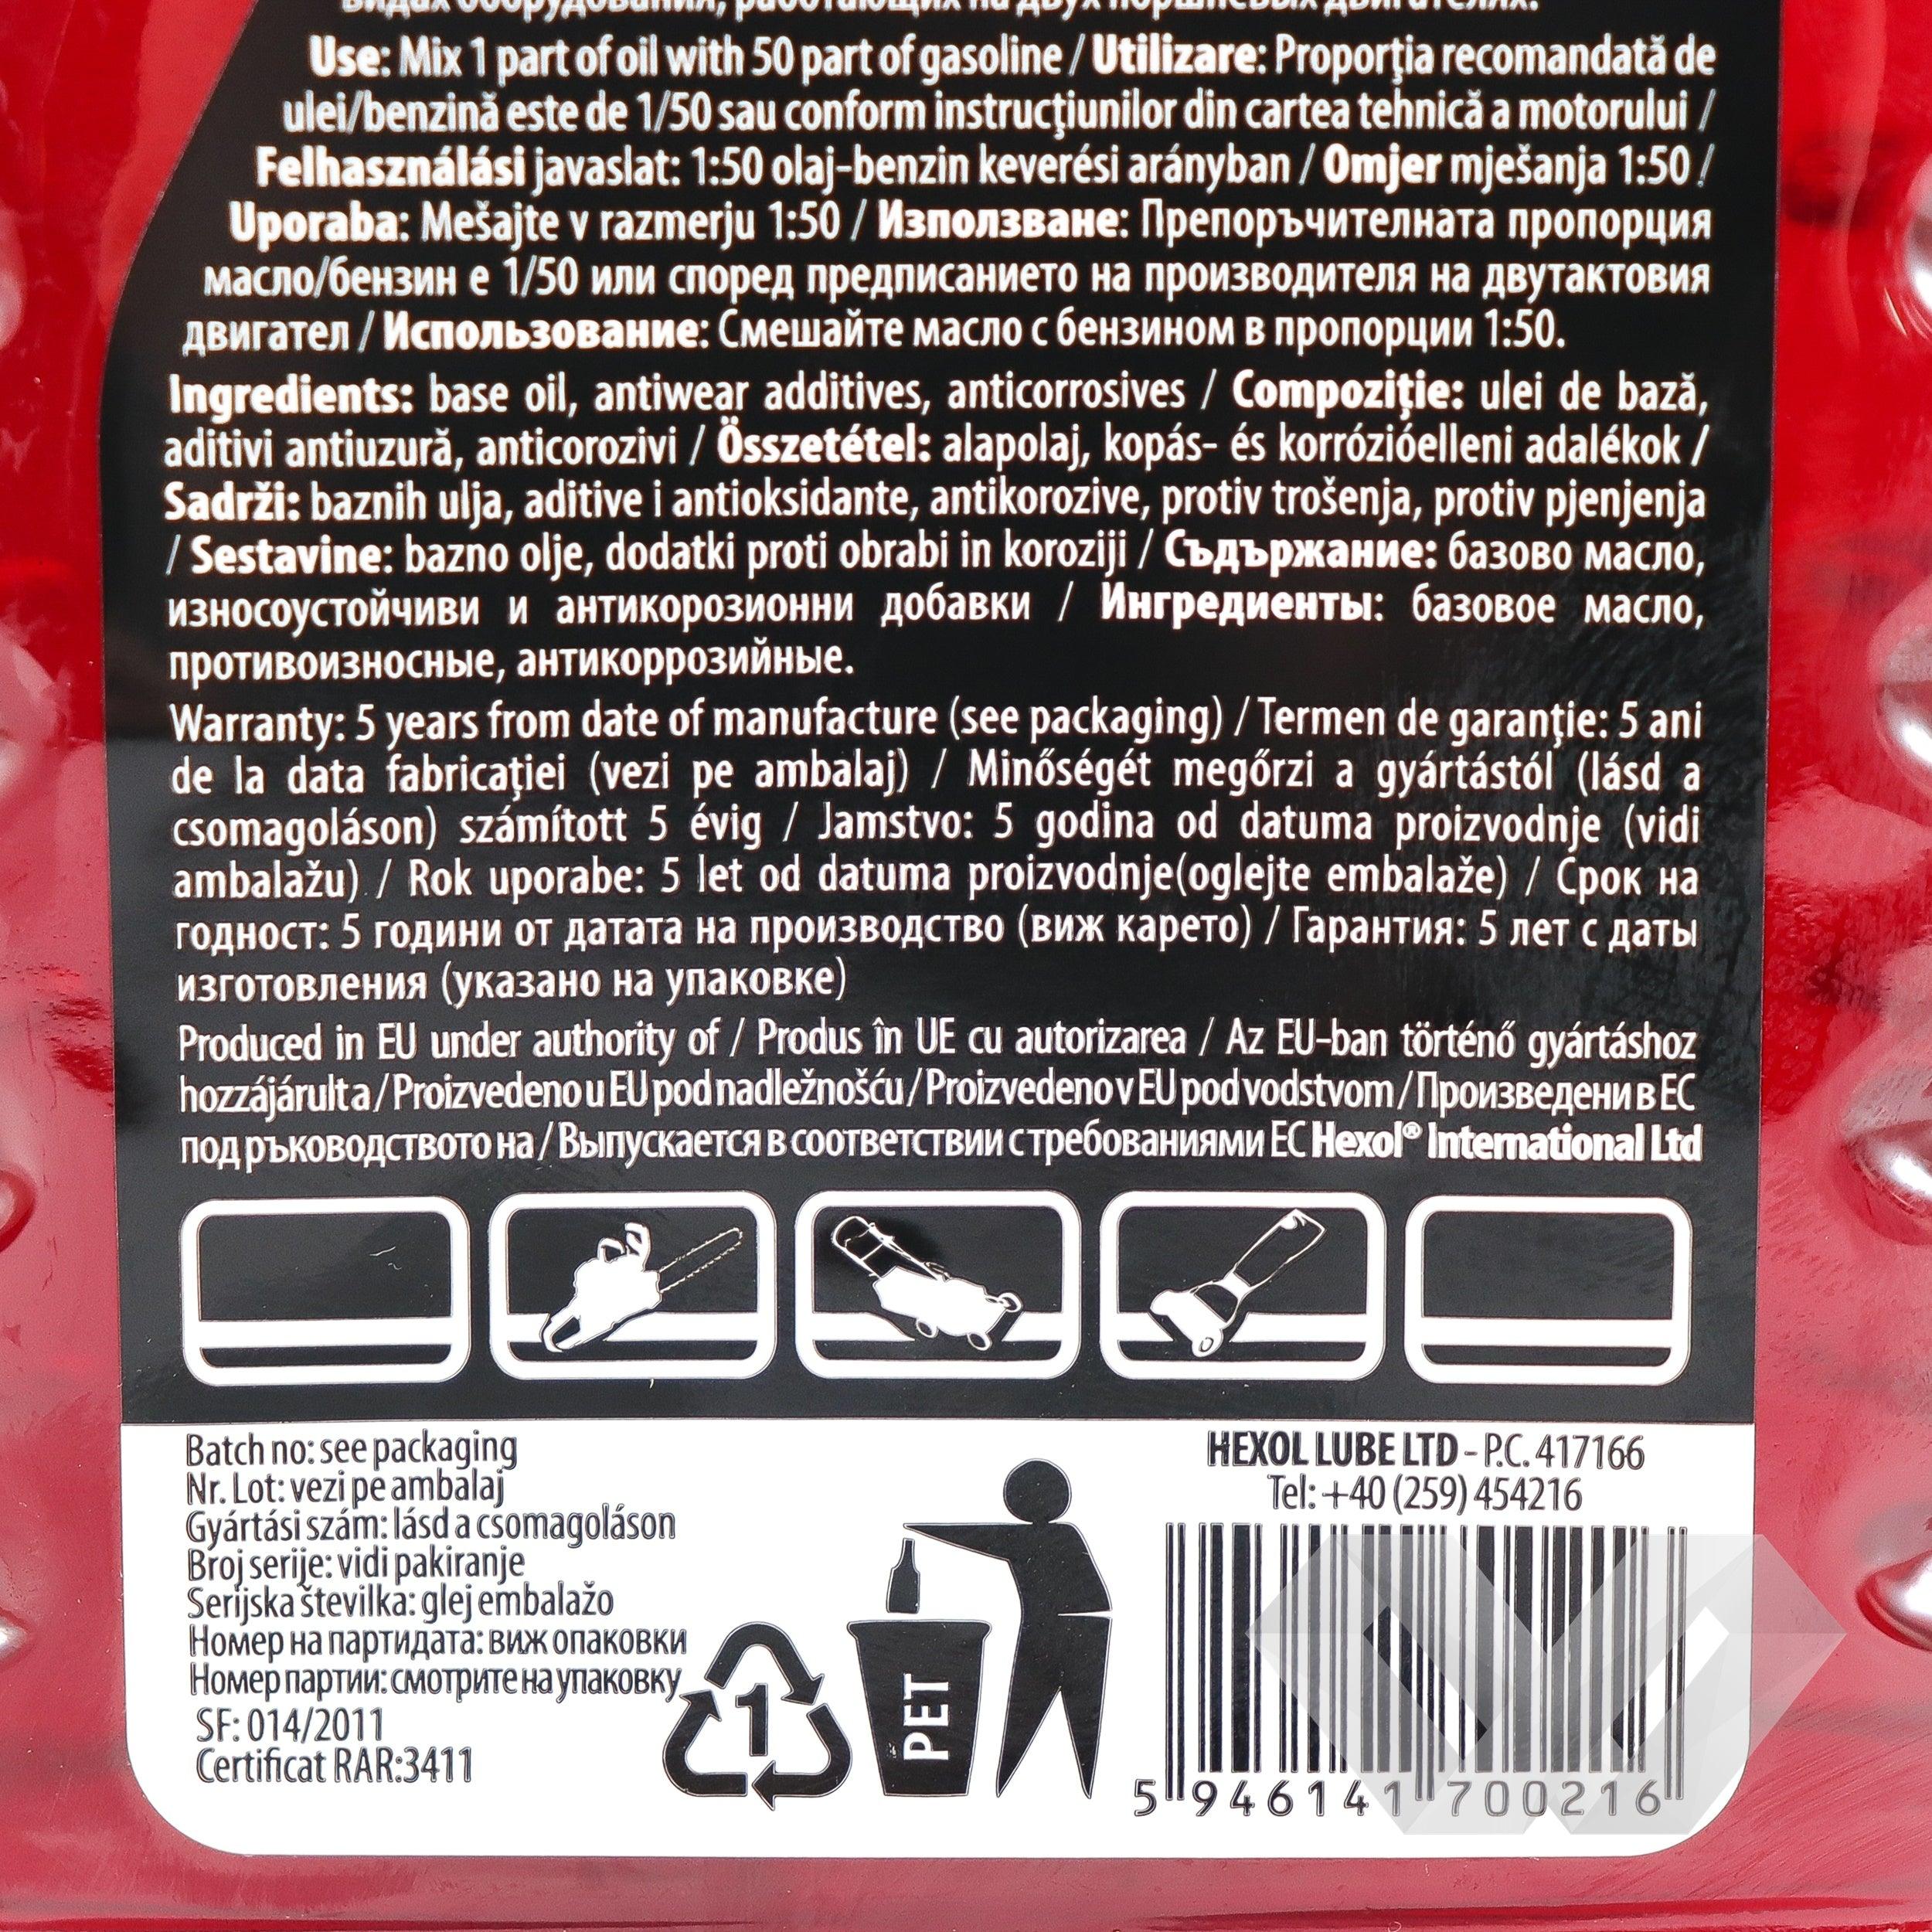 видах оборудования, работающих на двух поршневых двигателях.
Use: Mix 1 part of oil with 50 part of gasoline / Utilizare: Proporția recomandată de
ulei/benzină este de 1/50 sau conform instrucțiunilor din cartea tehnică a motorului /
Felhasználási javaslat: 1:50 olaj-benzin keverési arányban / Omjer mješanja 1:50 /
Uporaba: Mešajte v razmerju 1:50 / Използване: Препоръчителната пропорция
масло/бензин е 1/50 или според предписанието на производителя на двутактовия
двигател / Использование: Смешайте масло с бензином в пропорции 1:50.
Ingredients: base oil, antiwear additives, anticorrosives / Compoziție: ulei de bază,
aditivi antiuzură, anticorozivi / Összetétel: alapolaj, kopás- és korrózióelleni adalékok /
Sadrži: baznih ulja, aditive i antioksidante, antikorozive, protiv trošenja, protiv pjenjenja
/ Sestavine: bazno olje, dodatki proti obrabi in koroziji / Съдържание: базово масло,
износоустойчиви и антикорозионни добавки / Ингредиенты: базовое масло,
противоизносные, антикоррозийные.
Warranty: 5 years from date of manufacture (see packaging) / Termen de garanție: 5 ani
de la data fabricației (vezi pe ambalaj) / Minőségét megőrzi a gyártástól (lásd a
csomagoláson) számított 5 évig / Jamstvo: 5 godina od datuma proizvodnje (vidi
ambalažu) / Rok uporabe: 5 let od datuma proizvodnje(oglejte embalaže) / Срок на
годност: 5 години от датата на производство (виж карето) / Гарантия: 5 лет с даты
изготовления (указано на упаковке)
Produced in EU under authority of / Produs în UE cu autorizarea / Az EU-ban történő gyártáshoz
hozzájárult a / Proizvedeno u EU pod nadležnošću / Proizvedeno v EU pod vodstvom / Произведени в ЕС
под ръководството на / Выпускается в соответствии с требованиями ЕС Hexol® International Ltd
Batch no: see packaging
Nr. Lot: vezi pe ambalaj
Gyártási szám: lásd a csomagoláson
Broj serije: vidi pakiranje
Serijska številka: glej embalažo
Номер на партидата: виж опаковки
Номер партии: смотрите на упаковку
SF: 014/2011
Certificat RAR:3411
1
PET
HEXOL LUBE LTD - P.C. 417166
Tel: +40 (259) 454216
5 946141 700216